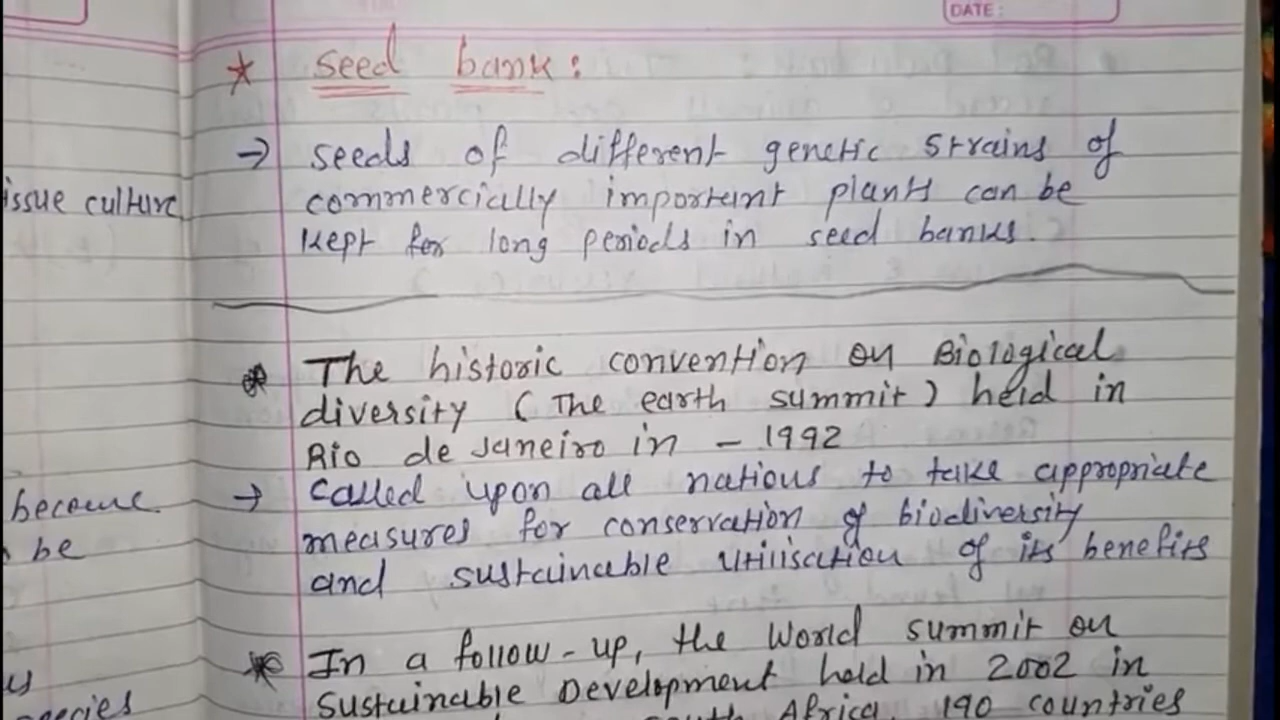 DATE :
★ seed bank :
→ seeds of different genetic strains of
commercially important plants can be
kept for long periods in seed banks.
The historic convention on Biological
diversity ( The earth summit ) held in
Rio de Janeiro in – 1992
→ called upon all nations to take appropriate
measures for conservation of biodiversity
and sustainable utilisation of its benefits
In a follow-up, the World summit on
Sustainable Development held in 2002 in
Africa, 190 countries
issue culture
become
be